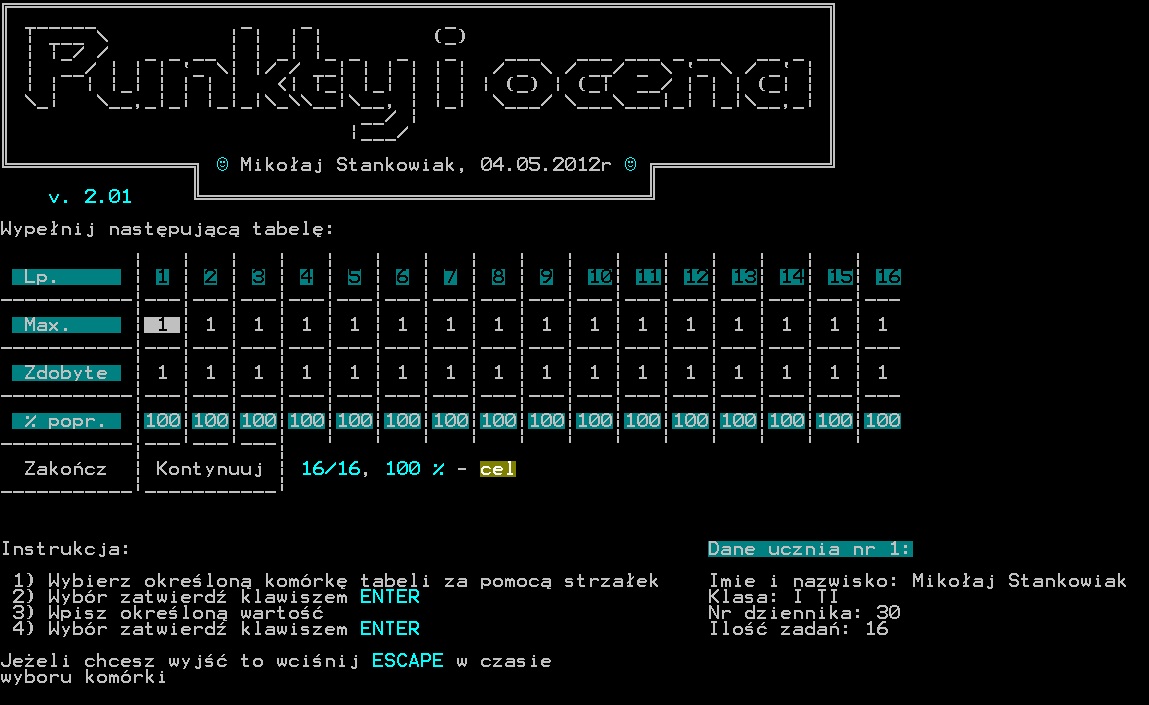 Punkty i ocena
☺ Mikołaj Stankowiak, 04.05.2012r ☺
v. 2.01
Wypełnij następującą tabelę:
Lp. 1 2 3 4 5 6 7 8 9 10 11 12 13 14 15 16
Max. 1 1 1 1 1 1 1 1 1 1 1 1 1 1 1 1
Zdobyte 1 1 1 1 1 1 1 1 1 1 1 1 1 1 1 1
% popr. 100 100 100 100 100 100 100 100 100 100 100 100 100 100 100 100
Zakończ Kontynuuj 16/16, 100 % - cel
Instrukcja:
1) Wybierz określoną komórkę tabeli za pomocą strzałek
2) Wybór zatwierdź klawiszem ENTER
3) Wpisz określoną wartość
4) Wybór zatwierdź klawiszem ENTER
Jeżeli chcesz wyjść to wciśnij ESCAPE w czasie
wyboru komórki
Dane ucznia nr 1:
Imie i nazwisko: Mikołaj Stankowiak
Klasa: I TI
Nr dziennika: 30
Ilość zadań: 16